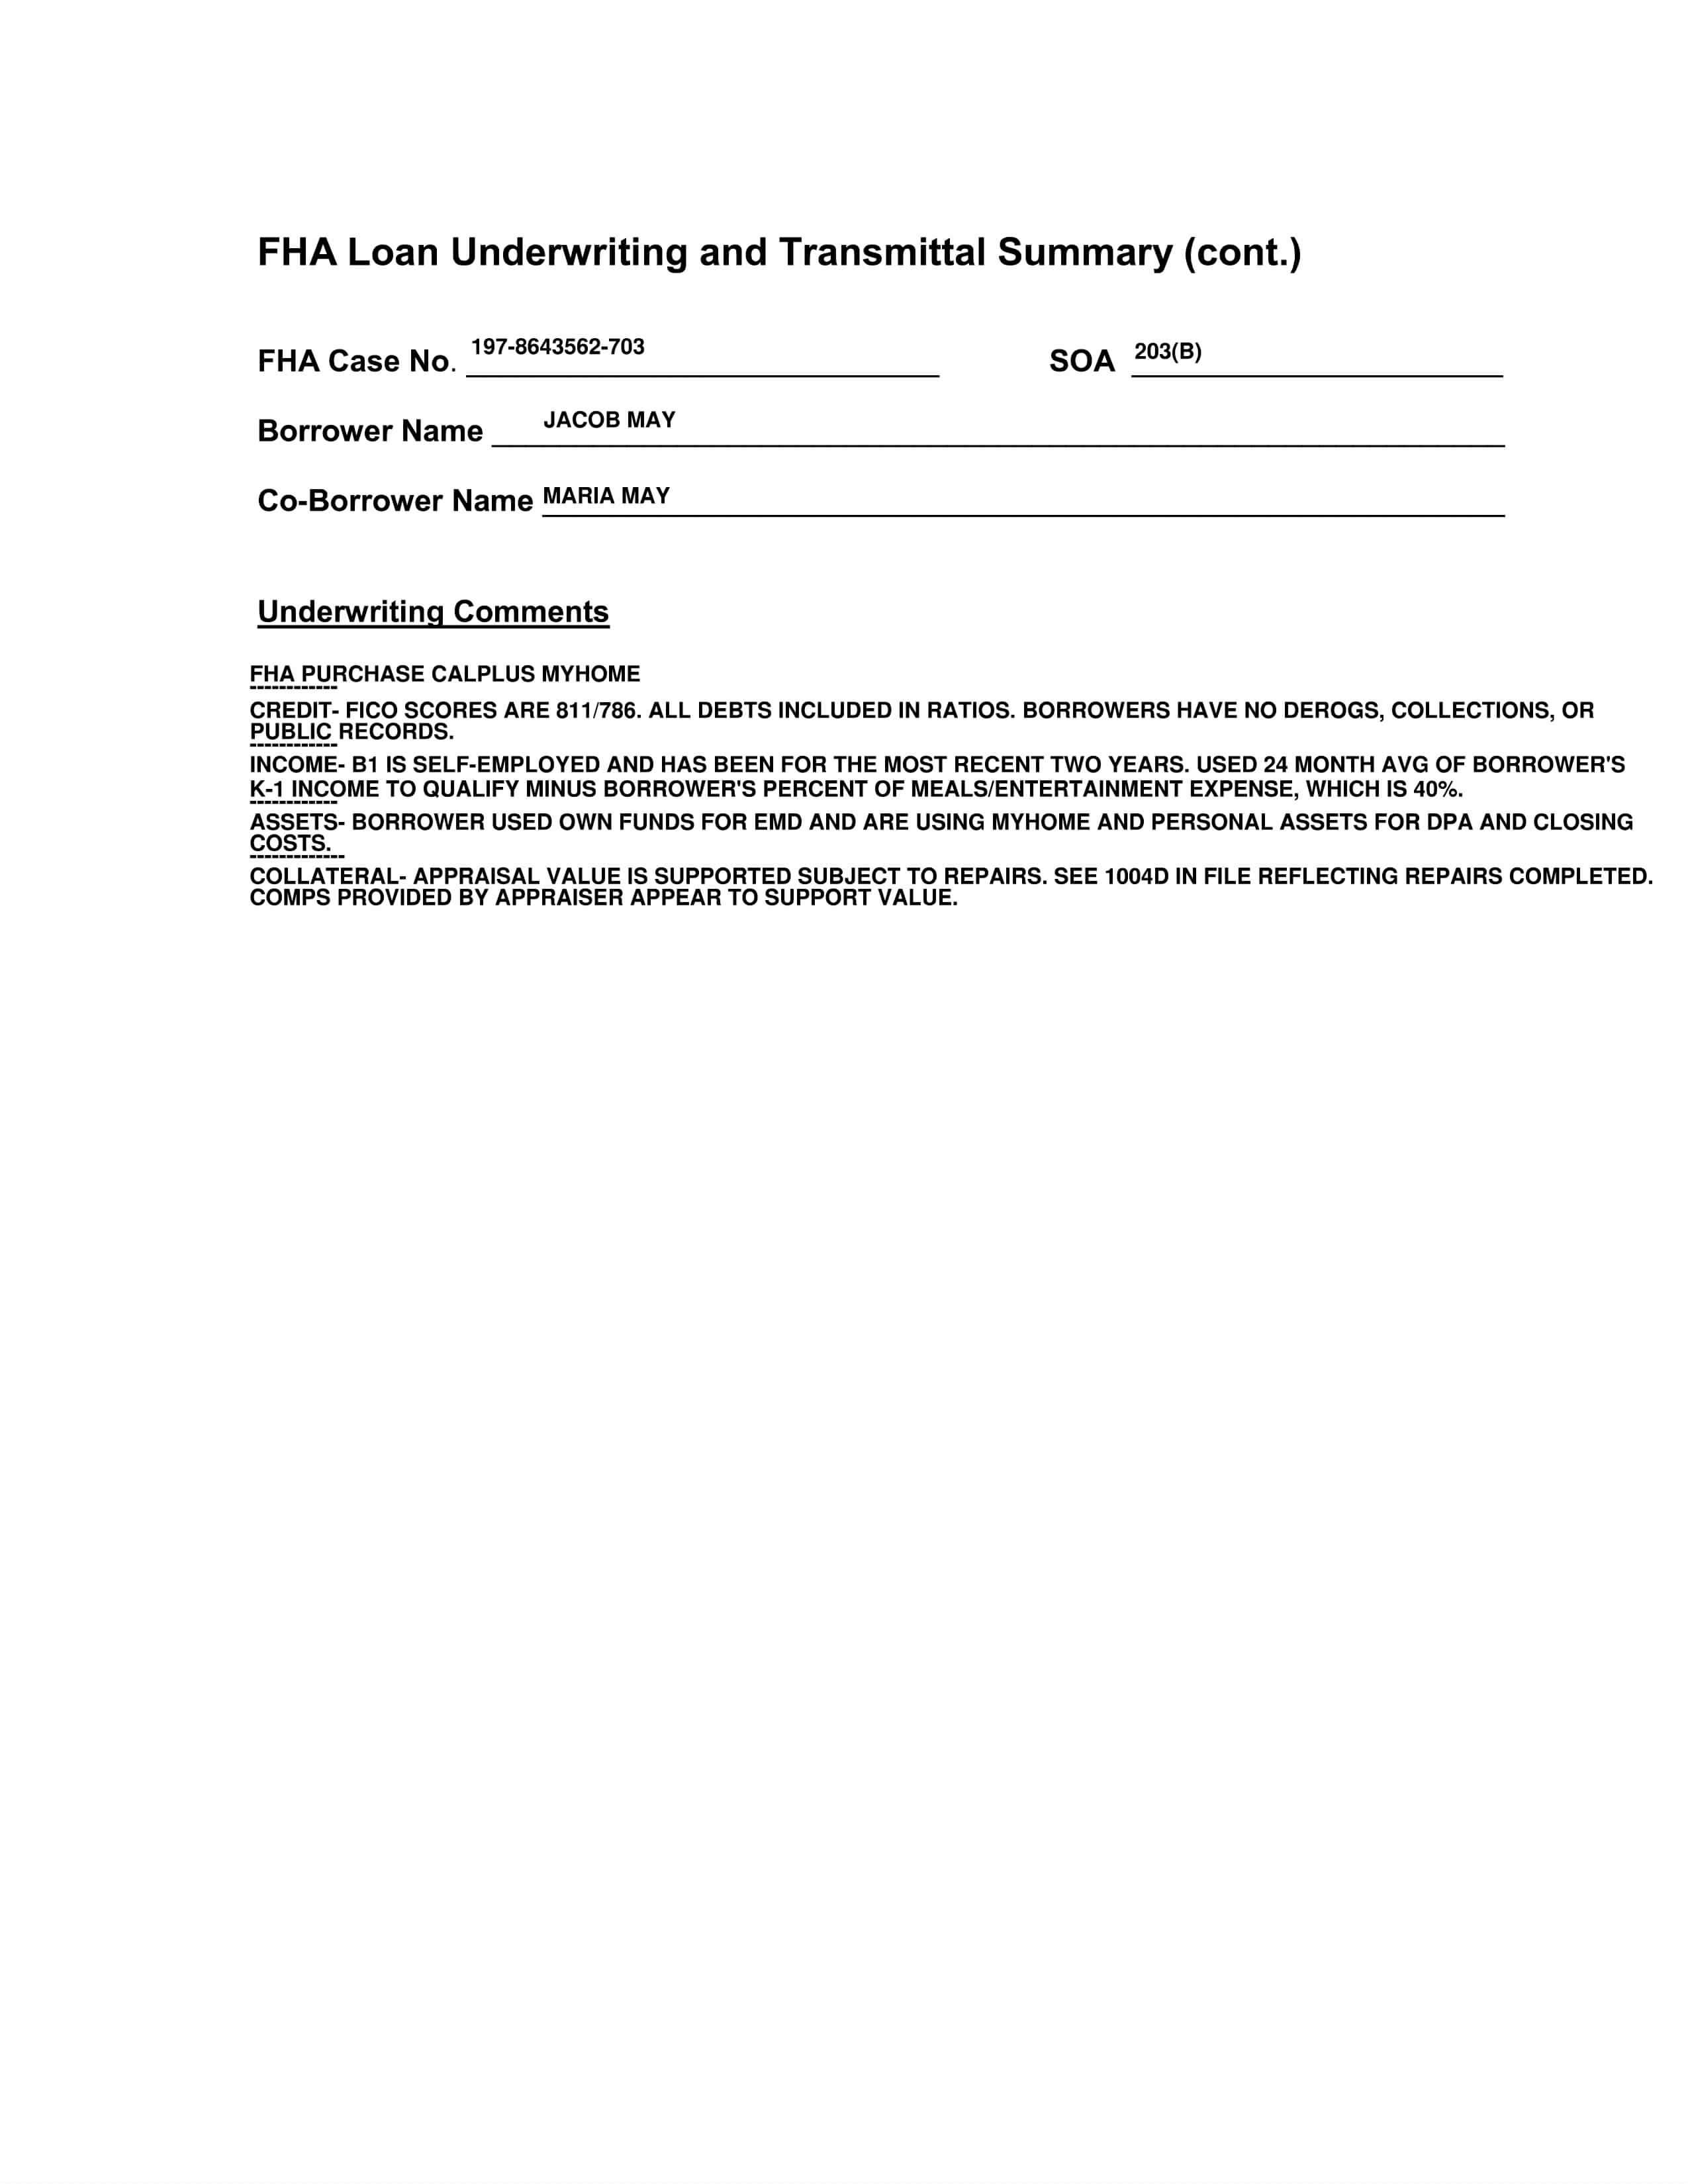 FHA Loan Underwriting and Transmittal Summary (cont.)
FHA Case No. 197-8643562-703 SOA 203(B)
Borrower Name JACOB MAY
Co-Borrower Name MARIA MAY
Underwriting Comments
FHA PURCHASE CALPLUS MYHOME
------------
CREDIT- FICO SCORES ARE 811/786. ALL DEBTS INCLUDED IN RATIOS. BORROWERS HAVE NO DEROGS, COLLECTIONS, OR
PUBLIC RECORDS.
------------
INCOME- B1 IS SELF-EMPLOYED AND HAS BEEN FOR THE MOST RECENT TWO YEARS. USED 24 MONTH AVG OF BORROWER'S
K-1 INCOME TO QUALIFY MINUS BORROWER'S PERCENT OF MEALS/ENTERTAINMENT EXPENSE, WHICH IS 40%.
------------
ASSETS- BORROWER USED OWN FUNDS FOR EMD AND ARE USING MYHOME AND PERSONAL ASSETS FOR DPA AND CLOSING
COSTS.
-------------
COLLATERAL- APPRAISAL VALUE IS SUPPORTED SUBJECT TO REPAIRS. SEE 1004D IN FILE REFLECTING REPAIRS COMPLETED.
COMPS PROVIDED BY APPRAISER APPEAR TO SUPPORT VALUE.